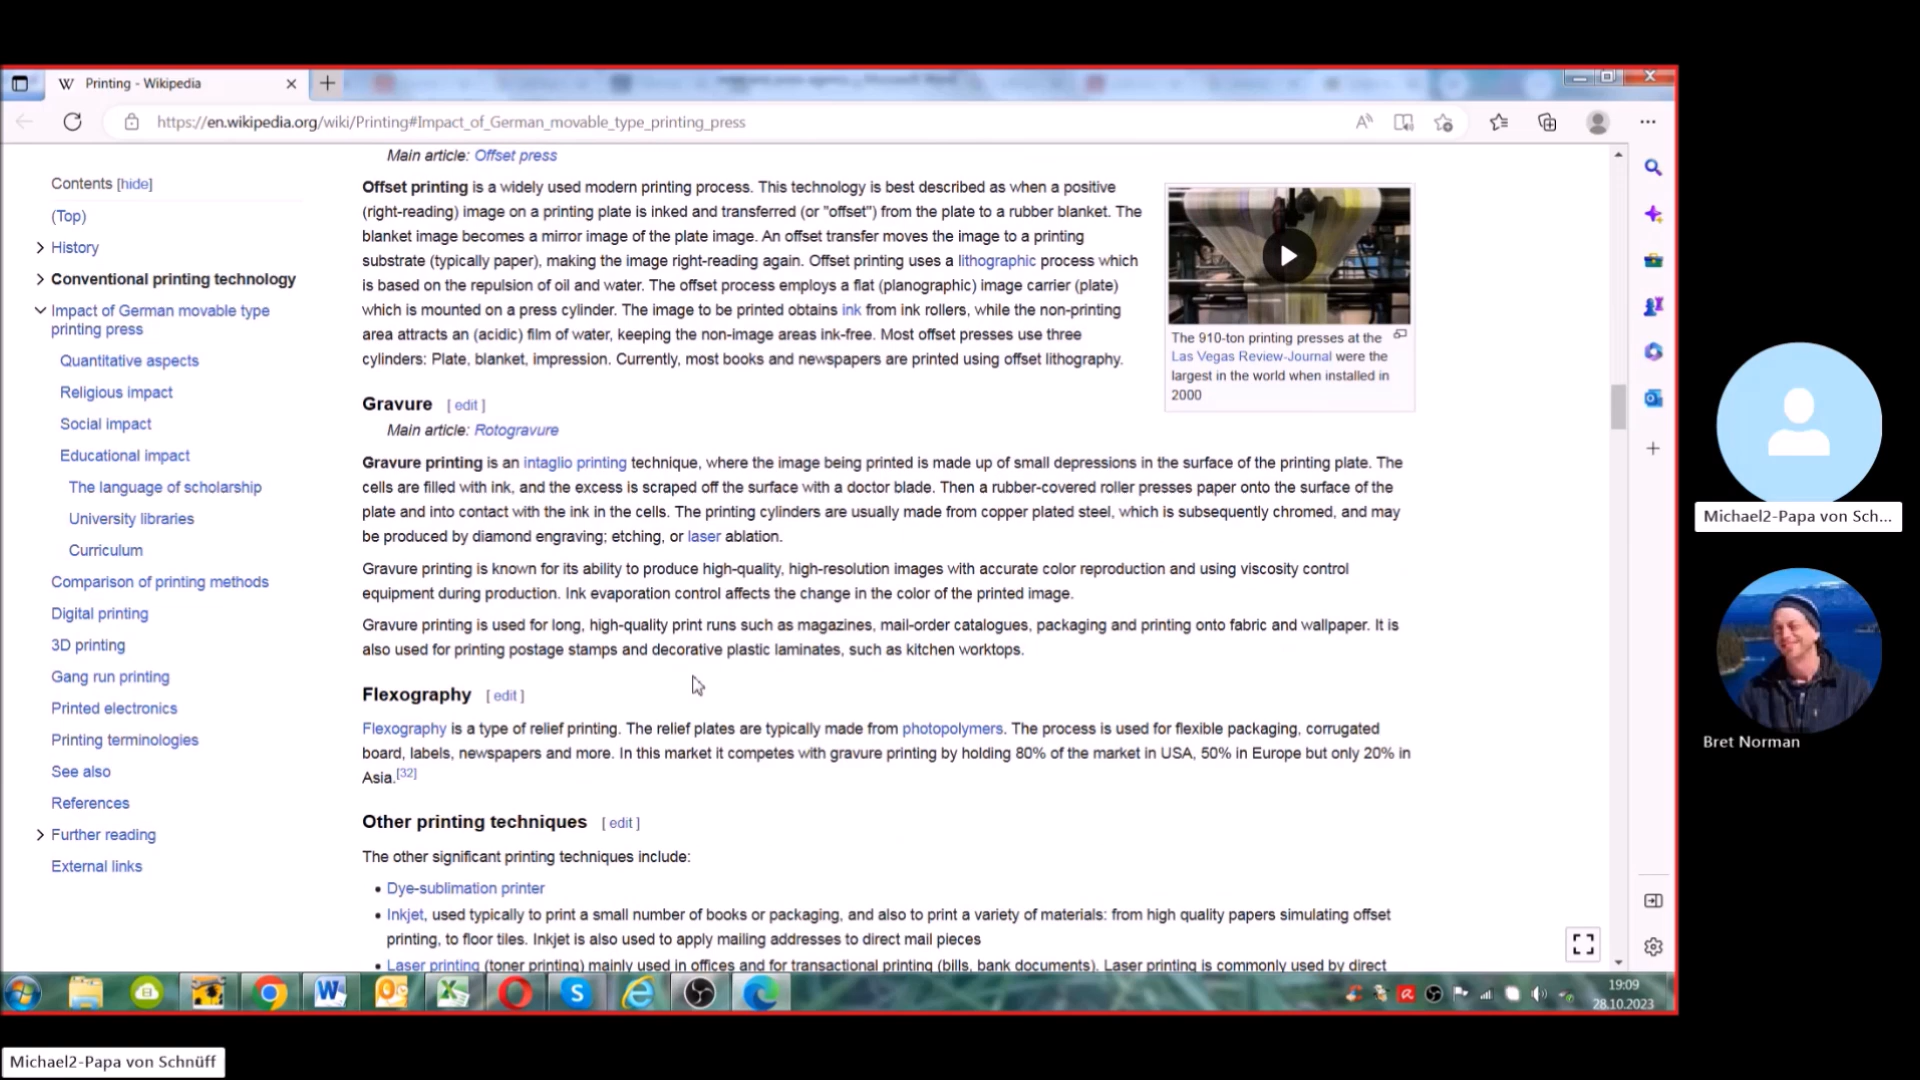 Printing - Wikipedia
https://en.wikipedia.org/wiki/Printing#Impact_of_German_movable_type_printing_press
Contents [hide]
(Top)
History
Conventional printing technology
Impact of German movable type
printing press
Quantitative aspects
Religious impact
Social impact
Educational impact
The language of scholarship
University libraries
Curriculum
Comparison of printing methods
Digital printing
3D printing
Gang run printing
Printed electronics
Printing terminologies
See also
References
Further reading
External links
Main article: Offset press
Offset printing is a widely used modern printing process. This technology is best described as when a positive
(right-reading) image on a printing plate is inked and transferred (or "offset") from the plate to a rubber blanket. The
blanket image becomes a mirror image of the plate image. An offset transfer moves the image to a printing
substrate (typically paper), making the image right-reading again. Offset printing uses a lithographic process which
is based on the repulsion of oil and water. The offset process employs a flat (planographic) image carrier (plate)
which is mounted on a press cylinder. The image to be printed obtains ink from ink rollers, while the non-printing
area attracts an (acidic) film of water, keeping the non-image areas ink-free. Most offset presses use three
cylinders: Plate, blanket, impression. Currently, most books and newspapers are printed using offset lithography.
The 910-ton printing presses at the
Las Vegas Review-Journal were the
largest in the world when installed in
2000
Gravure [ edit ]
Main article: Rotogravure
Gravure printing is an intaglio printing technique, where the image being printed is made up of small depressions in the surface of the printing plate. The
cells are filled with ink, and the excess is scraped off the surface with a doctor blade. Then a rubber-covered roller presses paper onto the surface of the
plate and into contact with the ink in the cells. The printing cylinders are usually made from copper plated steel, which is subsequently chromed, and may
be produced by diamond engraving; etching, or laser ablation.
Gravure printing is known for its ability to produce high-quality, high-resolution images with accurate color reproduction and using viscosity control
equipment during production. Ink evaporation control affects the change in the color of the printed image.
Gravure printing is used for long, high-quality print runs such as magazines, mail-order catalogues, packaging and printing onto fabric and wallpaper. It is
also used for printing postage stamps and decorative plastic laminates, such as kitchen worktops.
Flexography [ edit ]
Flexography is a type of relief printing. The relief plates are typically made from photopolymers. The process is used for flexible packaging, corrugated
board, labels, newspapers and more. In this market it competes with gravure printing by holding 80% of the market in USA, 50% in Europe but only 20% in
Asia.[32]
Other printing techniques [ edit ]
The other significant printing techniques include:
• Dye-sublimation printer
• Inkjet, used typically to print a small number of books or packaging, and also to print a variety of materials: from high quality papers simulating offset
printing, to floor tiles. Inkjet is also used to apply mailing addresses to direct mail pieces
• Laser printing (toner printing) mainly used in offices and for transactional printing (bills, bank documents). Laser printing is commonly used by direct
19:09
28.10.2023
Michael2-Papa von Sch...
Bret Norman
Michael2-Papa von Schnüff